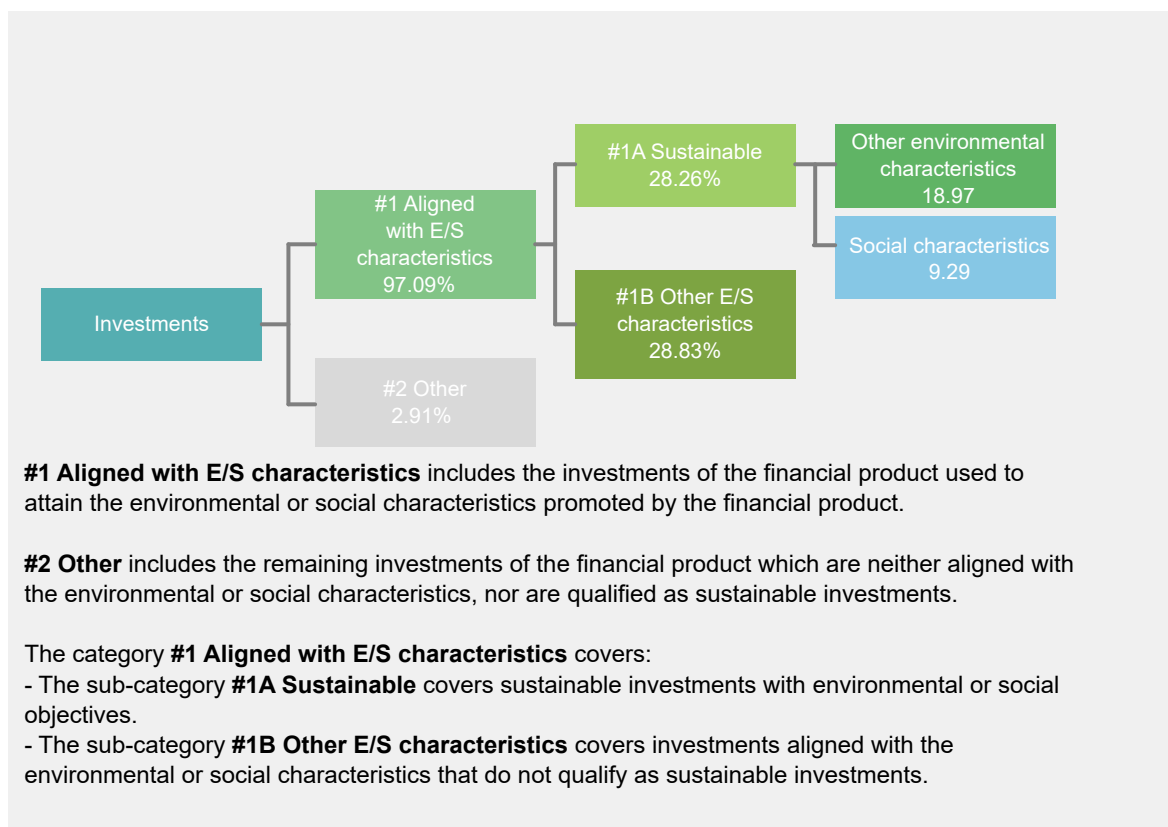 Investments
#1 Aligned
with E/S
characteristics
97.09%
#2 Other
2.91%
#1A Sustainable
28.26%
#1B Other E/S
characteristics
28.83%
Other environmental
characteristics
18.97
Social characteristics
9.29
#1 Aligned with E/S characteristics includes the investments of the financial product used to
attain the environmental or social characteristics promoted by the financial product.
#2 Other includes the remaining investments of the financial product which are neither aligned with
the environmental or social characteristics, nor are qualified as sustainable investments.
The category #1 Aligned with E/S characteristics covers:
- The sub-category #1A Sustainable covers sustainable investments with environmental or social
objectives.
- The sub-category #1B Other E/S characteristics covers investments aligned with the
environmental or social characteristics that do not qualify as sustainable investments.